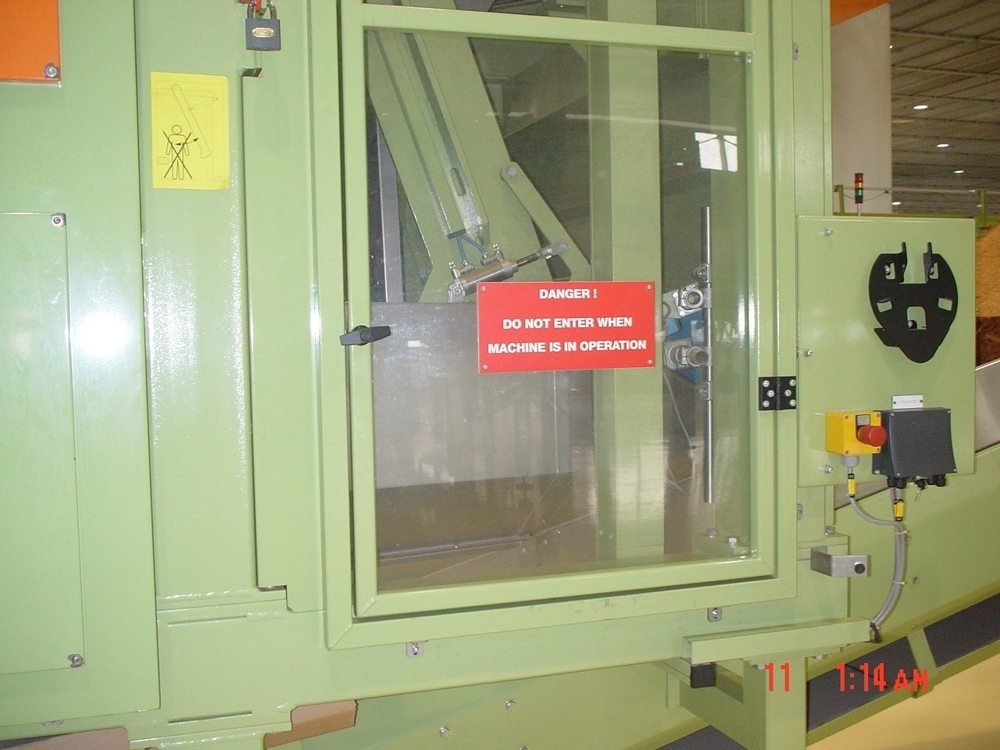 DANGER !
DO NOT ENTER WHEN
MACHINE IS IN OPERATION
11 1:14 AM